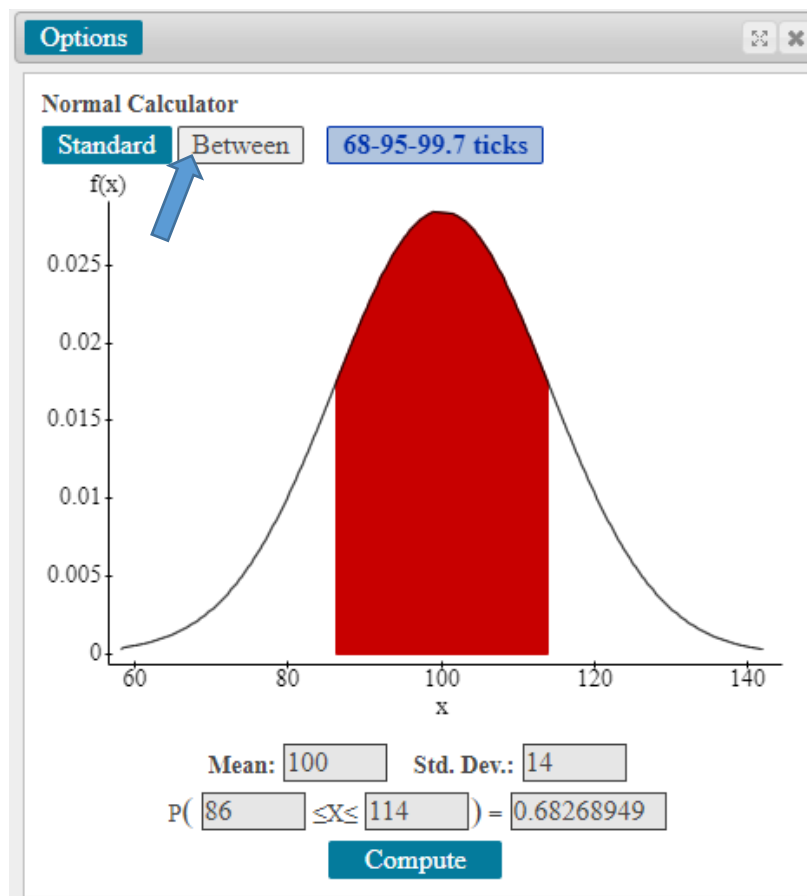 Options
Normal Calculator
Standard Between 68-95-99.7 ticks
f(x)
0.025
0.02
0.015
0.01
0.005
0
60 80 100 120 140
x
Mean: 100 Std. Dev.: 14
P( 86 ≤X≤ 114 ) = 0.68268949
Compute